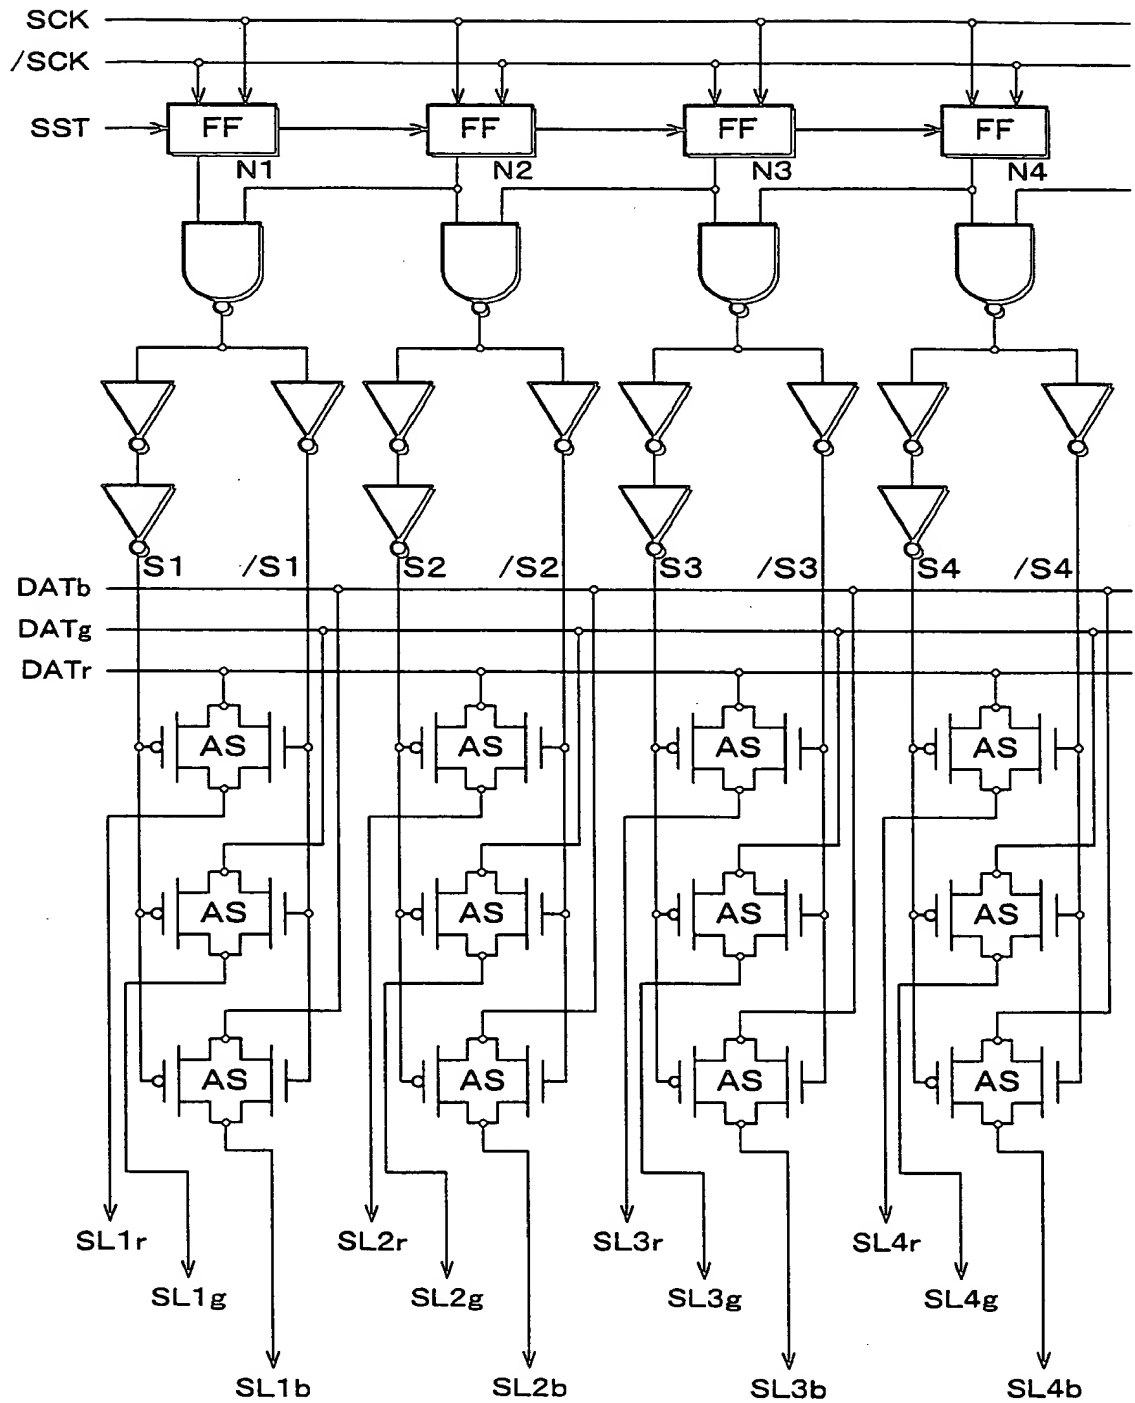 SCK
/SCK
SST
FF FF FF FF
N1 N2 N3 N4
S1 /S1 S2 /S2 S3 /S3 S4 /S4
DATb
DATg
DATr
AS AS AS AS
AS AS AS AS
AS AS AS AS
SL1r SL2r SL3r SL4r
SL1g SL2g SL3g SL4g
SL1b SL2b SL3b SL4b